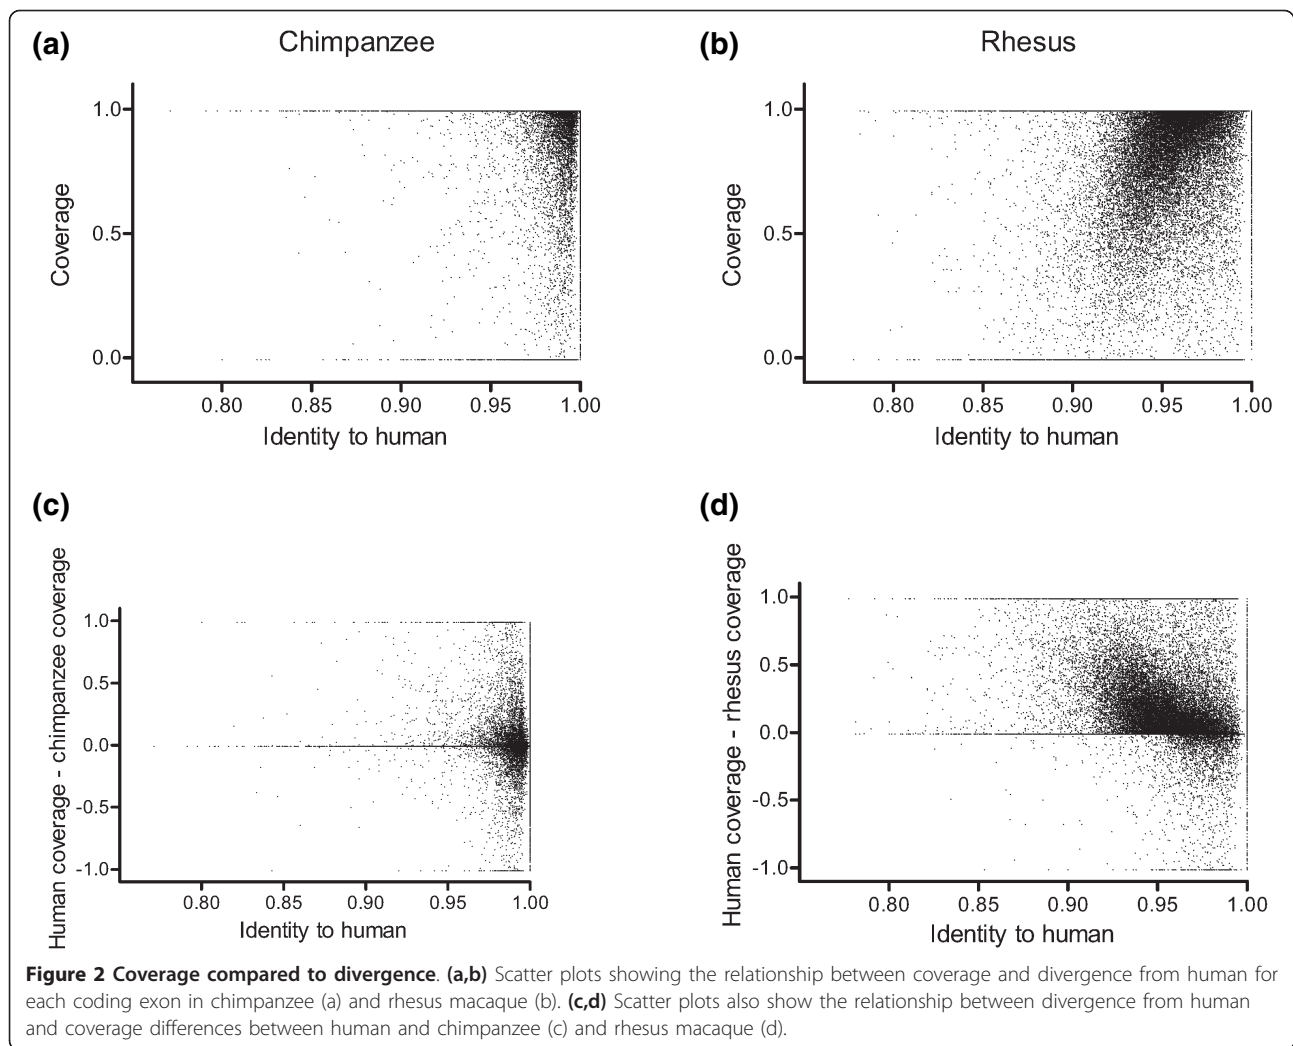 (a)
Chimpanzee
1.0
0.5
0.0
Coverage
0.80 0.85 0.90 0.95 1.00
Identity to human
(b)
Rhesus
1.0
0.5
0.0
Coverage
0.80 0.85 0.90 0.95 1.00
Identity to human
(c)
Human coverage - chimpanzee coverage
1.0
0.5
0.0
-0.5
-1.0
0.80 0.85 0.90 0.95 1.00
Identity to human
(d)
Human coverage - rhesus coverage
1.0
0.5
0.0
-0.5
-1.0
0.80 0.85 0.90 0.95 1.00
Identity to human
Figure 2 Coverage compared to divergence. (a,b) Scatter plots showing the relationship between coverage and divergence from human for
each coding exon in chimpanzee (a) and rhesus macaque (b). (c,d) Scatter plots also show the relationship between divergence from human
and coverage differences between human and chimpanzee (c) and rhesus macaque (d).